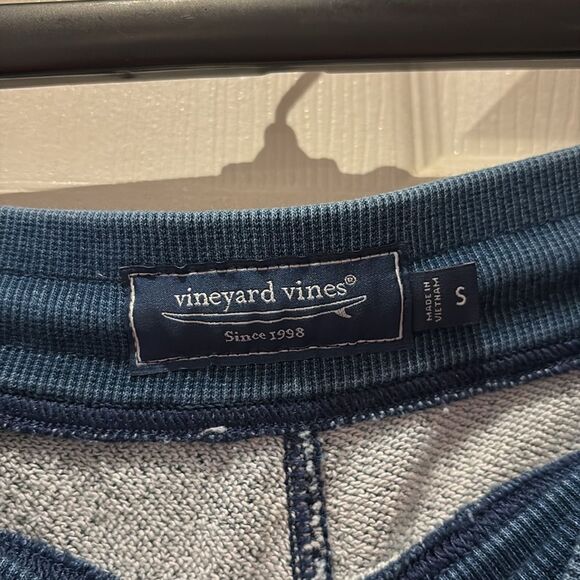 vineyard vines®
Since 1998
MADE IN
VIETNAM
S